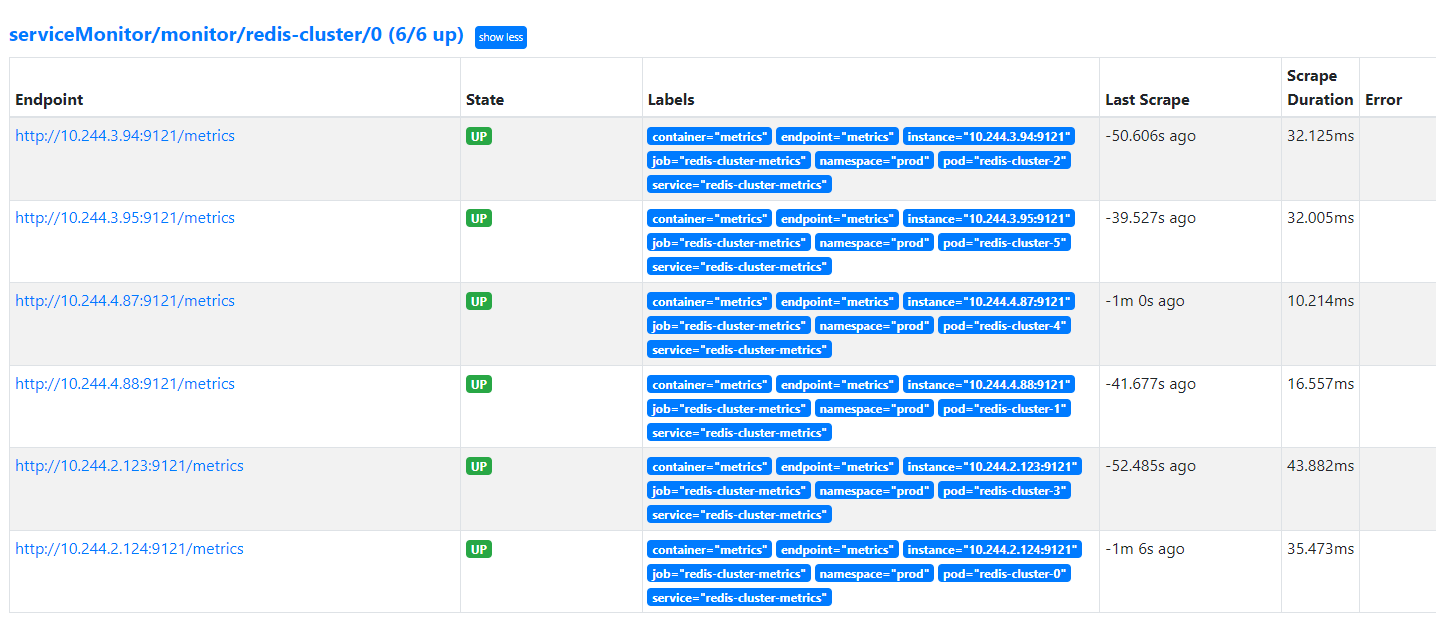 serviceMonitor/monitor/redis-cluster/0 (6/6 up) show less
Endpoint State Labels Last Scrape Scrape Duration Error
http://10.244.3.94:9121/metrics UP container="metrics" endpoint="metrics" instance="10.244.3.94:9121" -50.606s ago 32.125ms
job="redis-cluster-metrics" namespace="prod" pod="redis-cluster-2"
service="redis-cluster-metrics"
http://10.244.3.95:9121/metrics UP container="metrics" endpoint="metrics" instance="10.244.3.95:9121" -39.527s ago 32.005ms
job="redis-cluster-metrics" namespace="prod" pod="redis-cluster-5"
service="redis-cluster-metrics"
http://10.244.4.87:9121/metrics UP container="metrics" endpoint="metrics" instance="10.244.4.87:9121" -1m 0s ago 10.214ms
job="redis-cluster-metrics" namespace="prod" pod="redis-cluster-4"
service="redis-cluster-metrics"
http://10.244.4.88:9121/metrics UP container="metrics" endpoint="metrics" instance="10.244.4.88:9121" -41.677s ago 16.557ms
job="redis-cluster-metrics" namespace="prod" pod="redis-cluster-1"
service="redis-cluster-metrics"
http://10.244.2.123:9121/metrics UP container="metrics" endpoint="metrics" instance="10.244.2.123:9121" -52.485s ago 43.882ms
job="redis-cluster-metrics" namespace="prod" pod="redis-cluster-3"
service="redis-cluster-metrics"
http://10.244.2.124:9121/metrics UP container="metrics" endpoint="metrics" instance="10.244.2.124:9121" -1m 6s ago 35.473ms
job="redis-cluster-metrics" namespace="prod" pod="redis-cluster-0"
service="redis-cluster-metrics"